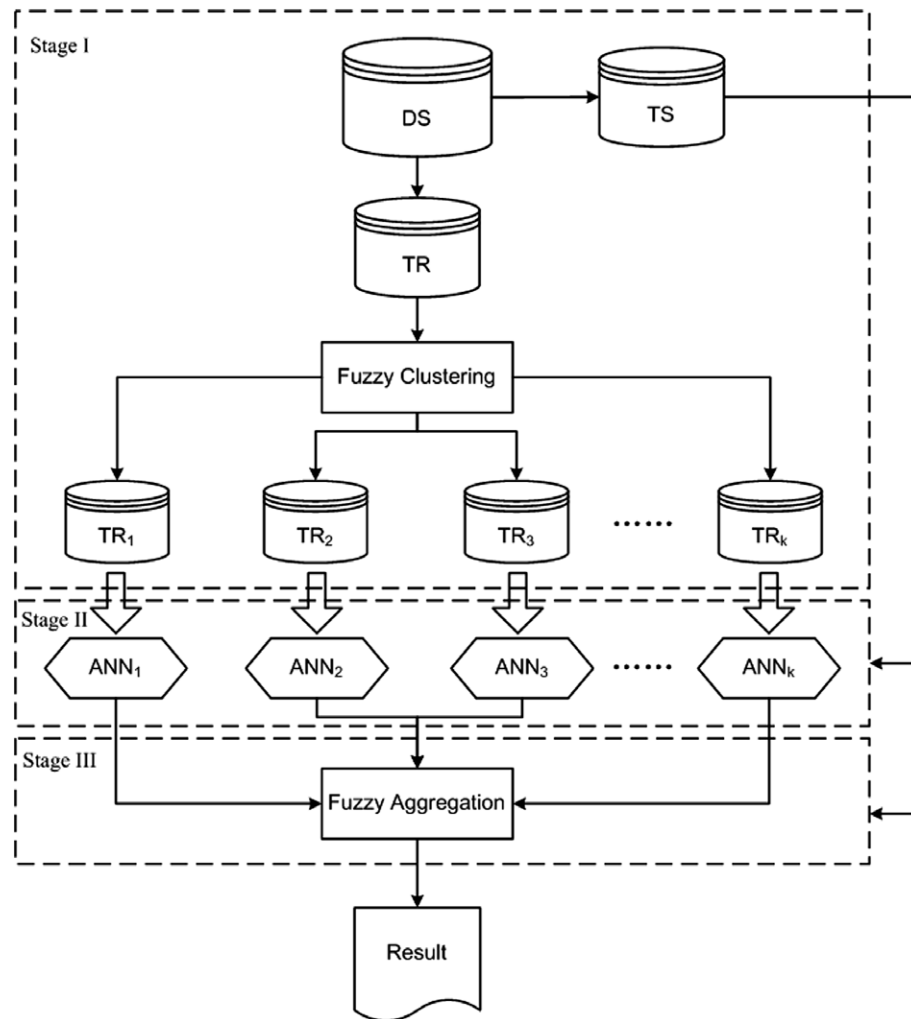 Stage I
DS
TS
TR
Fuzzy Clustering
TR₁
TR₂
TR₃
......
TRₖ
Stage II
ANN₁
ANN₂
ANN₃
......
ANNₖ
Stage III
Fuzzy Aggregation
Result